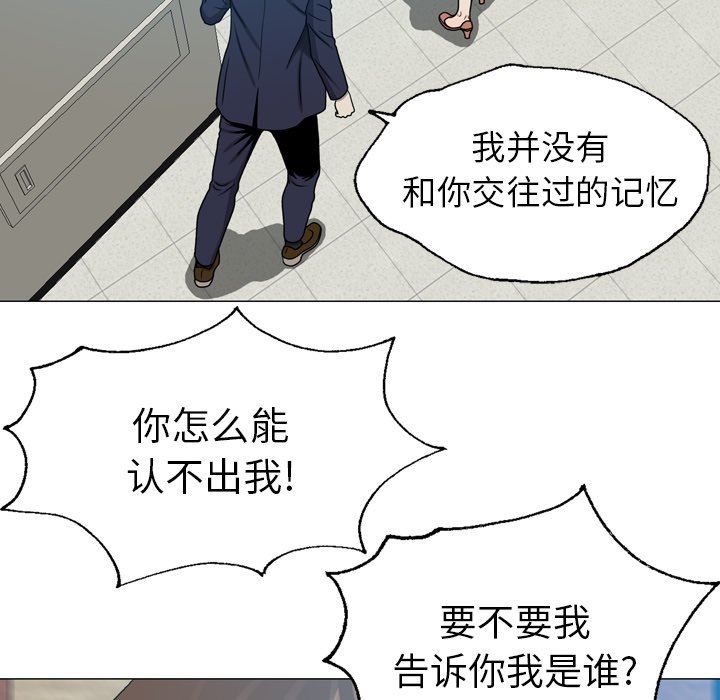 我并没有
和你交往过的记忆
你怎么能
认不出我!
要不要我
告诉你我是谁?